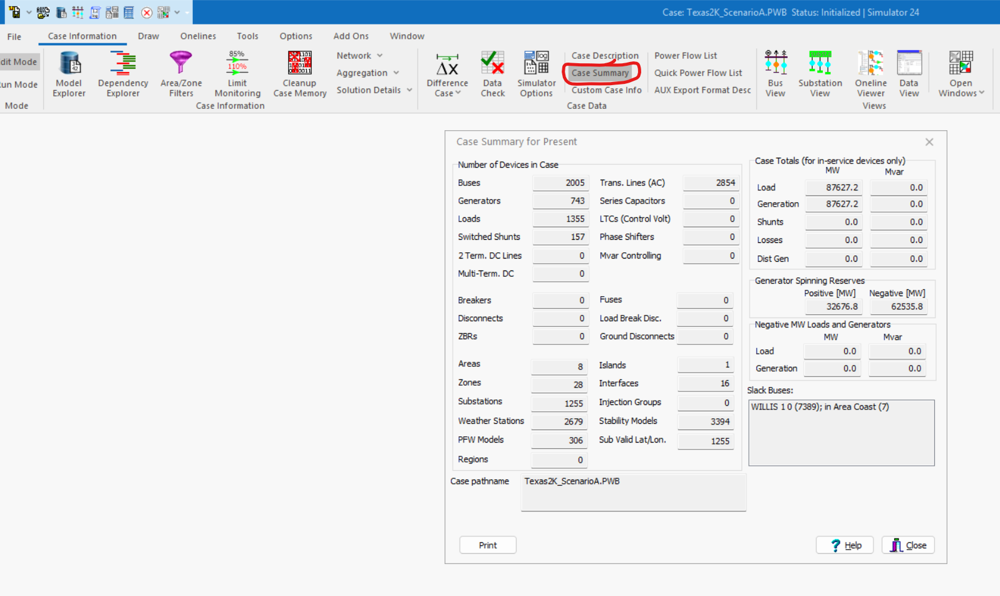 Case: Texas2K_ScenarioA.PWB Status: Initialized | Simulator 24
File Case Information Draw Onelines Tools Options Add Ons Window
dit Mode
un Mode
Mode
Model Explorer
Dependency Explorer
Area/Zone Filters
85%
110%
Limit Monitoring
Cleanup Case Memory
Network
Aggregation
Solution Details
Case Information
Difference Case
Data Check
log
Simulator Options
Case Description
Case Summary
Custom Case Info
Power Flow List
Quick Power Flow List
AUX Export Format Desc
Case Data
Bus View
Substation View
Oneline Viewer
Data View
Views
Open Windows
Case Summary for Present
Number of Devices in Case
Buses 2005 Trans. Lines (AC) 2854
Generators 743 Series Capacitors 0
Loads 1355 LTCs (Control Volt) 0
Switched Shunts 157 Phase Shifters 0
2 Term. DC Lines 0 Mvar Controlling 0
Multi-Term. DC 0
Breakers 0 Fuses 0
Disconnects 0 Load Break Disc. 0
ZBRs 0 Ground Disconnects 0
Areas 8 Islands 1
Zones 28 Interfaces 16
Substations 1255 Injection Groups 0
Weather Stations 2679 Stability Models 3394
PFW Models 306 Sub Valid Lat/Lon. 1255
Regions 0
Case Totals (for in-service devices only)
MW Mvar
Load 87627.2 0.0
Generation 87627.2 0.0
Shunts 0.0 0.0
Losses 0.0 0.0
Dist Gen 0.0 0.0
Generator Spinning Reserves
Positive [MW] Negative [MW]
32676.8 62535.8
Negative MW Loads and Generators
MW Mvar
Load 0.0 0.0
Generation 0.0 0.0
Slack Buses:
WILLIS 1 0 (7389); in Area Coast (7)
Case pathname Texas2K_ScenarioA.PWB
Print
? Help
Close